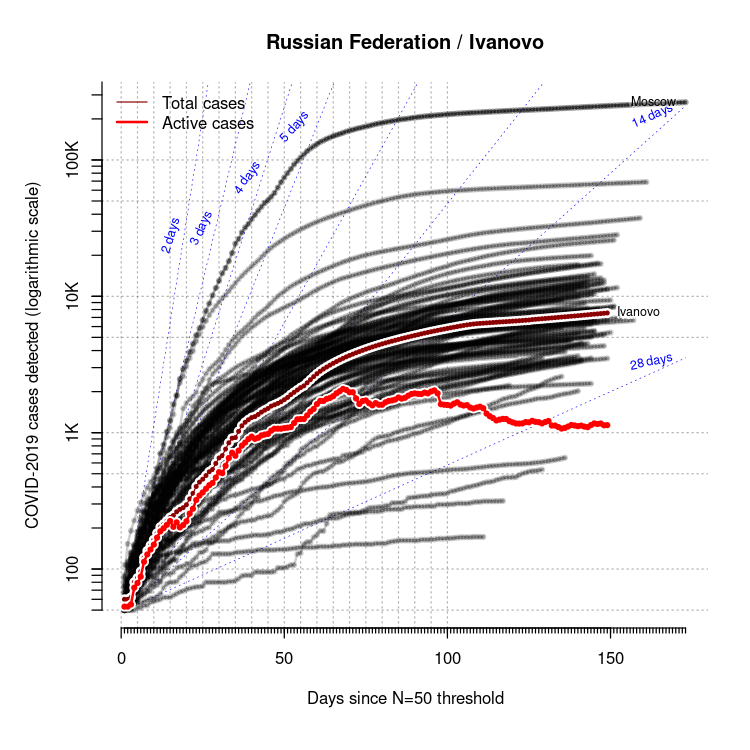 Russian Federation / Ivanovo
Total cases
Active cases
Moscow
14 days
5 days
4 days
3 days
2 days
Ivanovo
28 days
COVID-2019 cases detected (logarithmic scale)
100K
10K
1K
100
0
50
100
150
Days since N=50 threshold